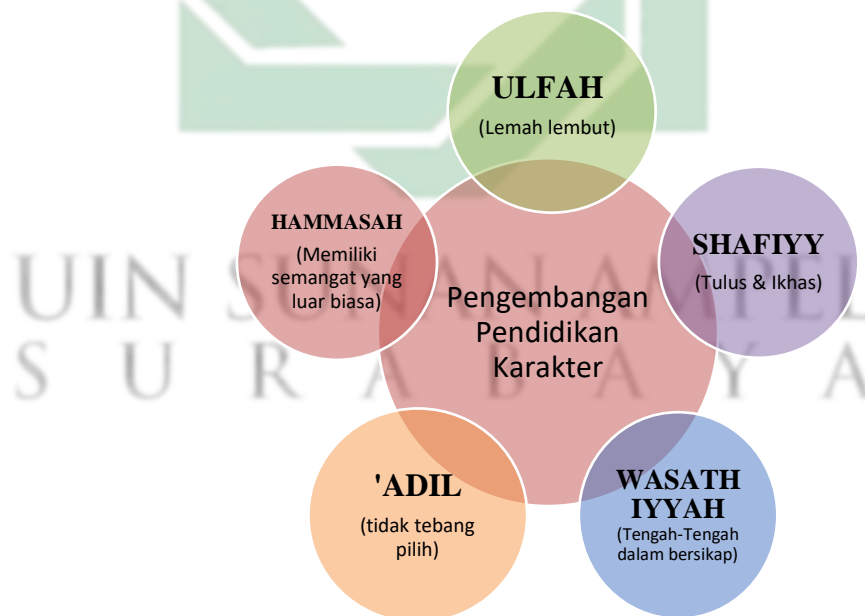 ULFAH
(Lemah lembut)
HAMMASAH
(Memiliki
semangat yang
luar biasa)
SHAFIYY
(Tulus & Ikhas)
Pengembangan
Pendidikan
Karakter
'ADIL
(tidak tebang
pilih)
WASATH
IYYAH
(Tengah-Tengah
dalam bersikap)
UIN SUNAN AMPEL
SURABAYA